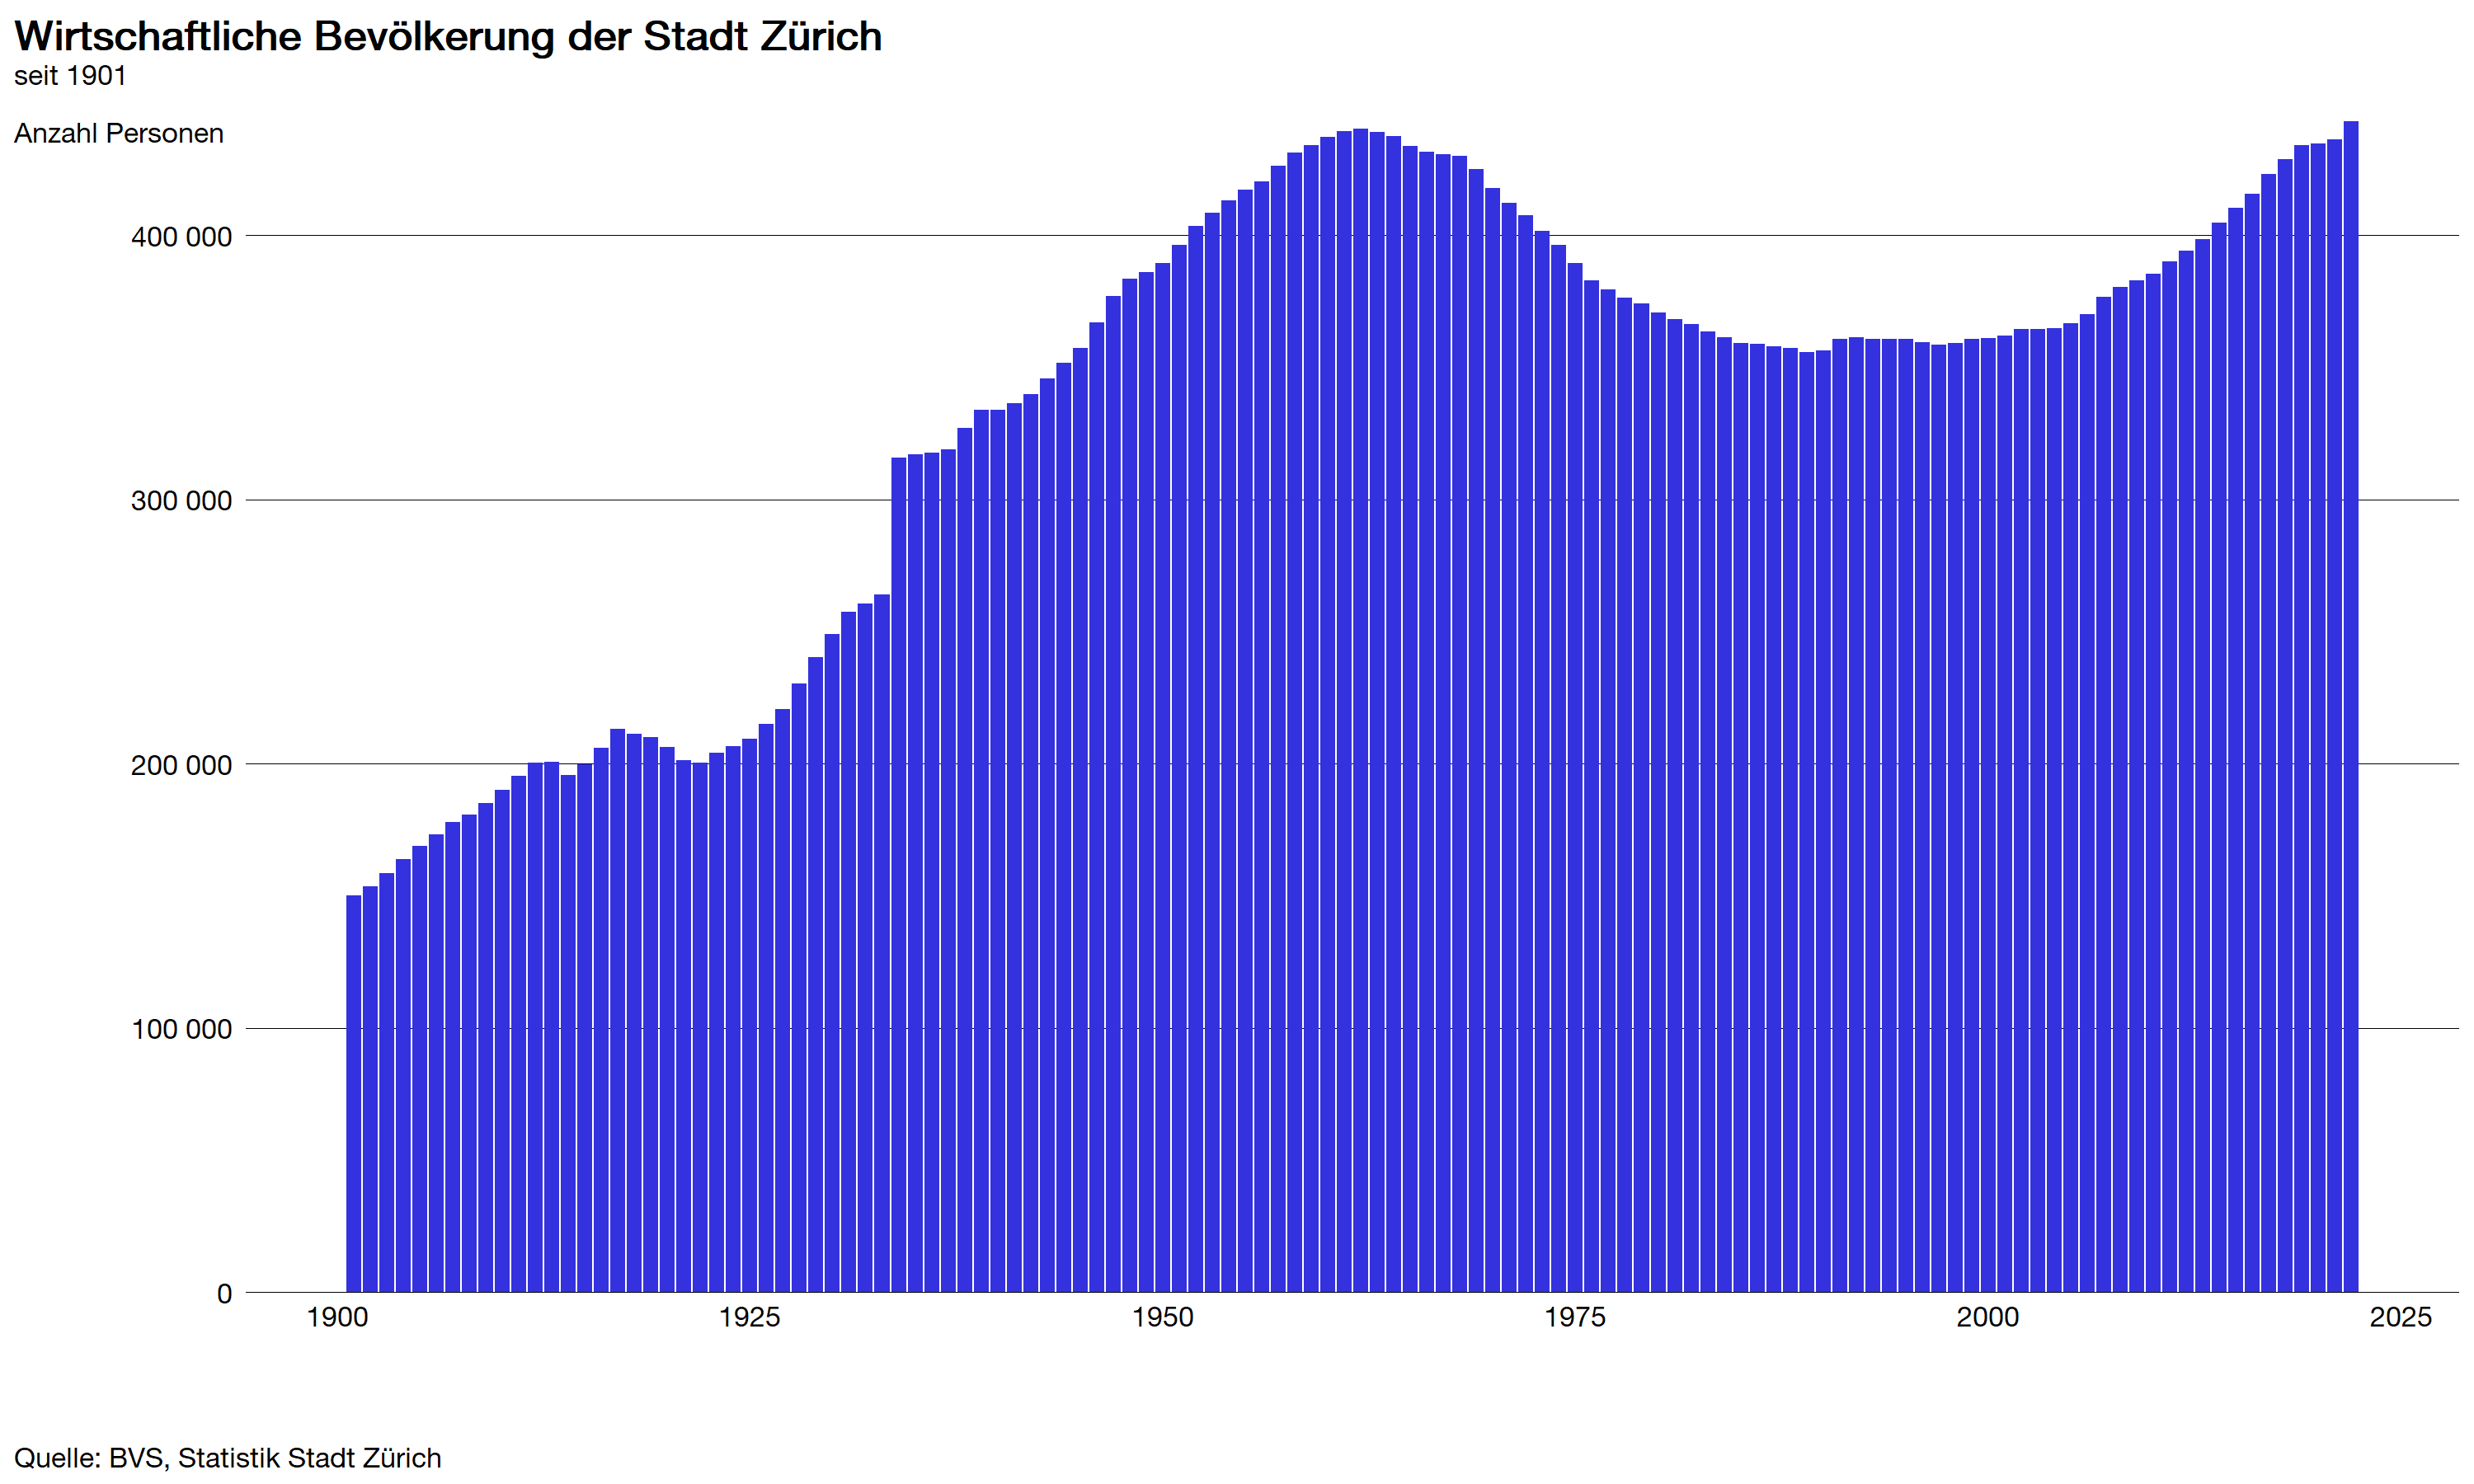 Wirtschaftliche Bevölkerung der Stadt Zürich
seit 1901
Anzahl Personen
400 000
300 000
200 000
100 000
0
1900 1925 1950 1975 2000 2025
Quelle: BVS, Statistik Stadt Zürich